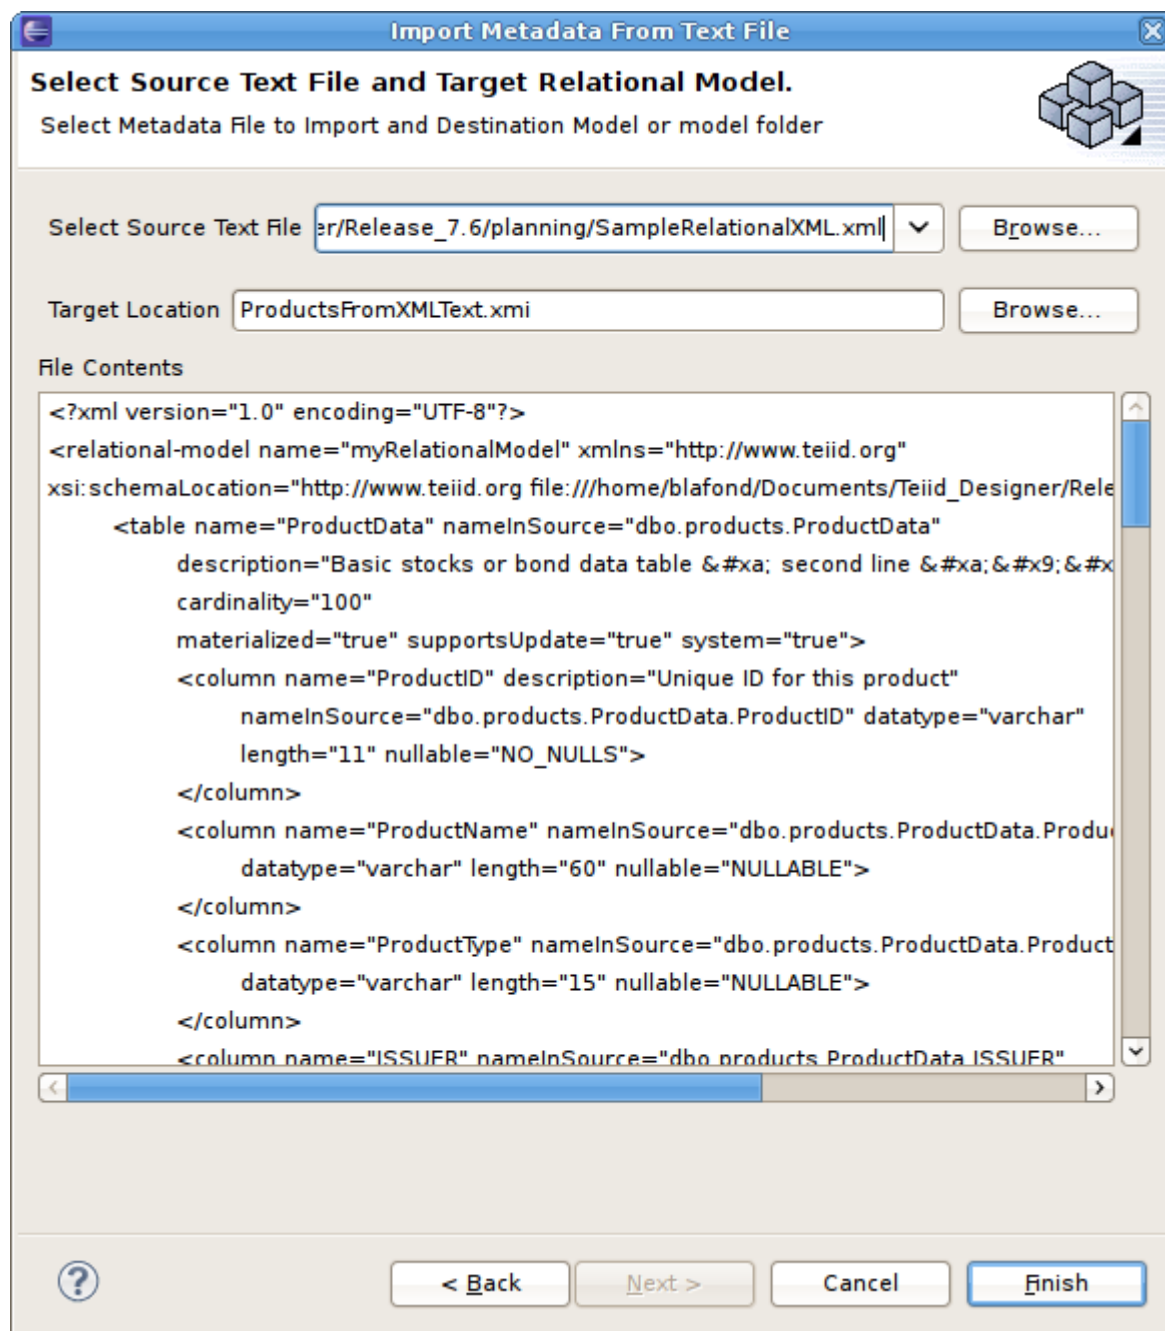 Import Metadata From Text File
Select Source Text File and Target Relational Model.
Select Metadata File to Import and Destination Model or model folder
Select Source Text File er/Release_7.6/planning/SampleRelationalXML.xml Browse...
Target Location ProductsFromXMLText.xmi Browse...
File Contents
<?xml version="1.0" encoding="UTF-8"?>
<relational-model name="myRelationalModel" xmlns="http://www.teiid.org"
xsi:schemaLocation="http://www.teiid.org file:///home/blafond/Documents/Teiid_Designer/Rele
<table name="ProductData" nameInSource="dbo.products.ProductData"
description="Basic stocks or bond data table &#xa; second line &#xa;&#x9;&#x
cardinality="100"
materialized="true" supportsUpdate="true" system="true">
<column name="ProductID" description="Unique ID for this product"
nameInSource="dbo.products.ProductData.ProductID" datatype="varchar"
length="11" nullable="NO_NULLS">
</column>
<column name="ProductName" nameInSource="dbo.products.ProductData.Produ
datatype="varchar" length="60" nullable="NULLABLE">
</column>
<column name="ProductType" nameInSource="dbo.products.ProductData.Product
datatype="varchar" length="15" nullable="NULLABLE">
</column>
<column name="ISSUER" nameInSource="dbo.products.ProductData.ISSUER"
? < Back Next > Cancel Finish